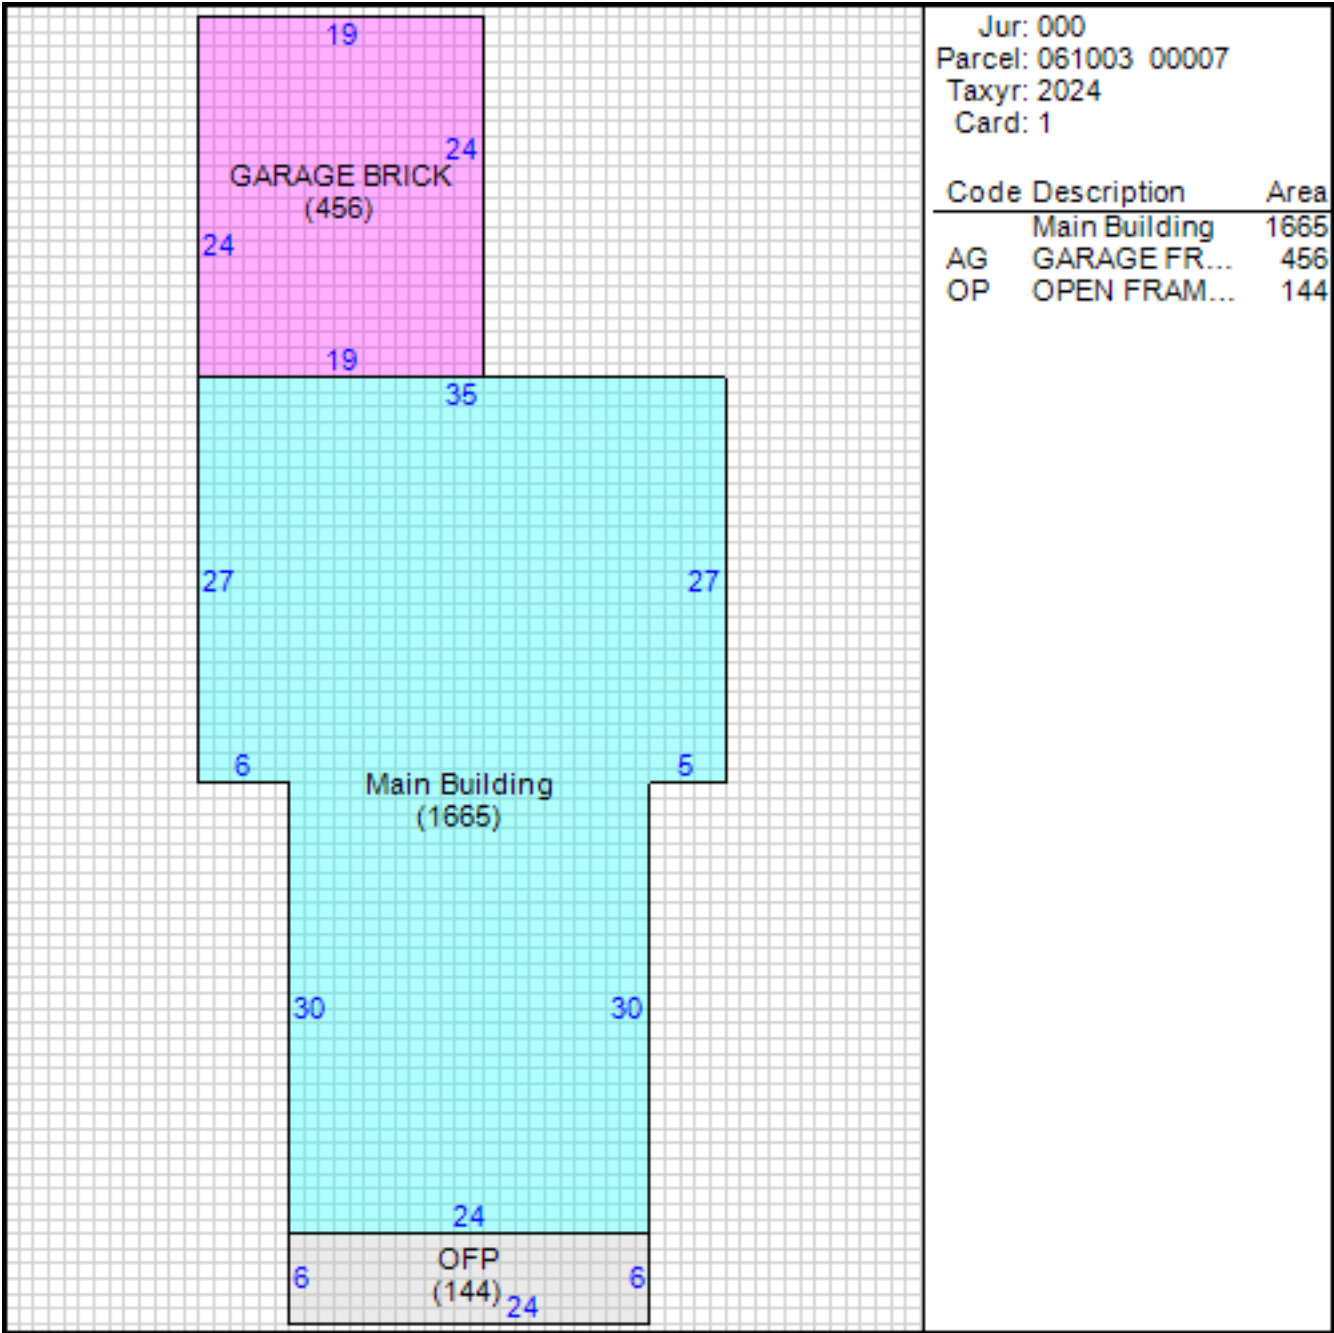 19
24
GARAGE BRICK
(456)
24
19
35
27
27
6
5
Main Building
(1665)
30
30
24
OFP
6
6
(144)
24
Jur: 000
Parcel: 061003 00007
Taxyr: 2024
Card: 1
Code Description Area
Main Building 1665
AG GARAGE FR... 456
OP OPEN FRAM... 144